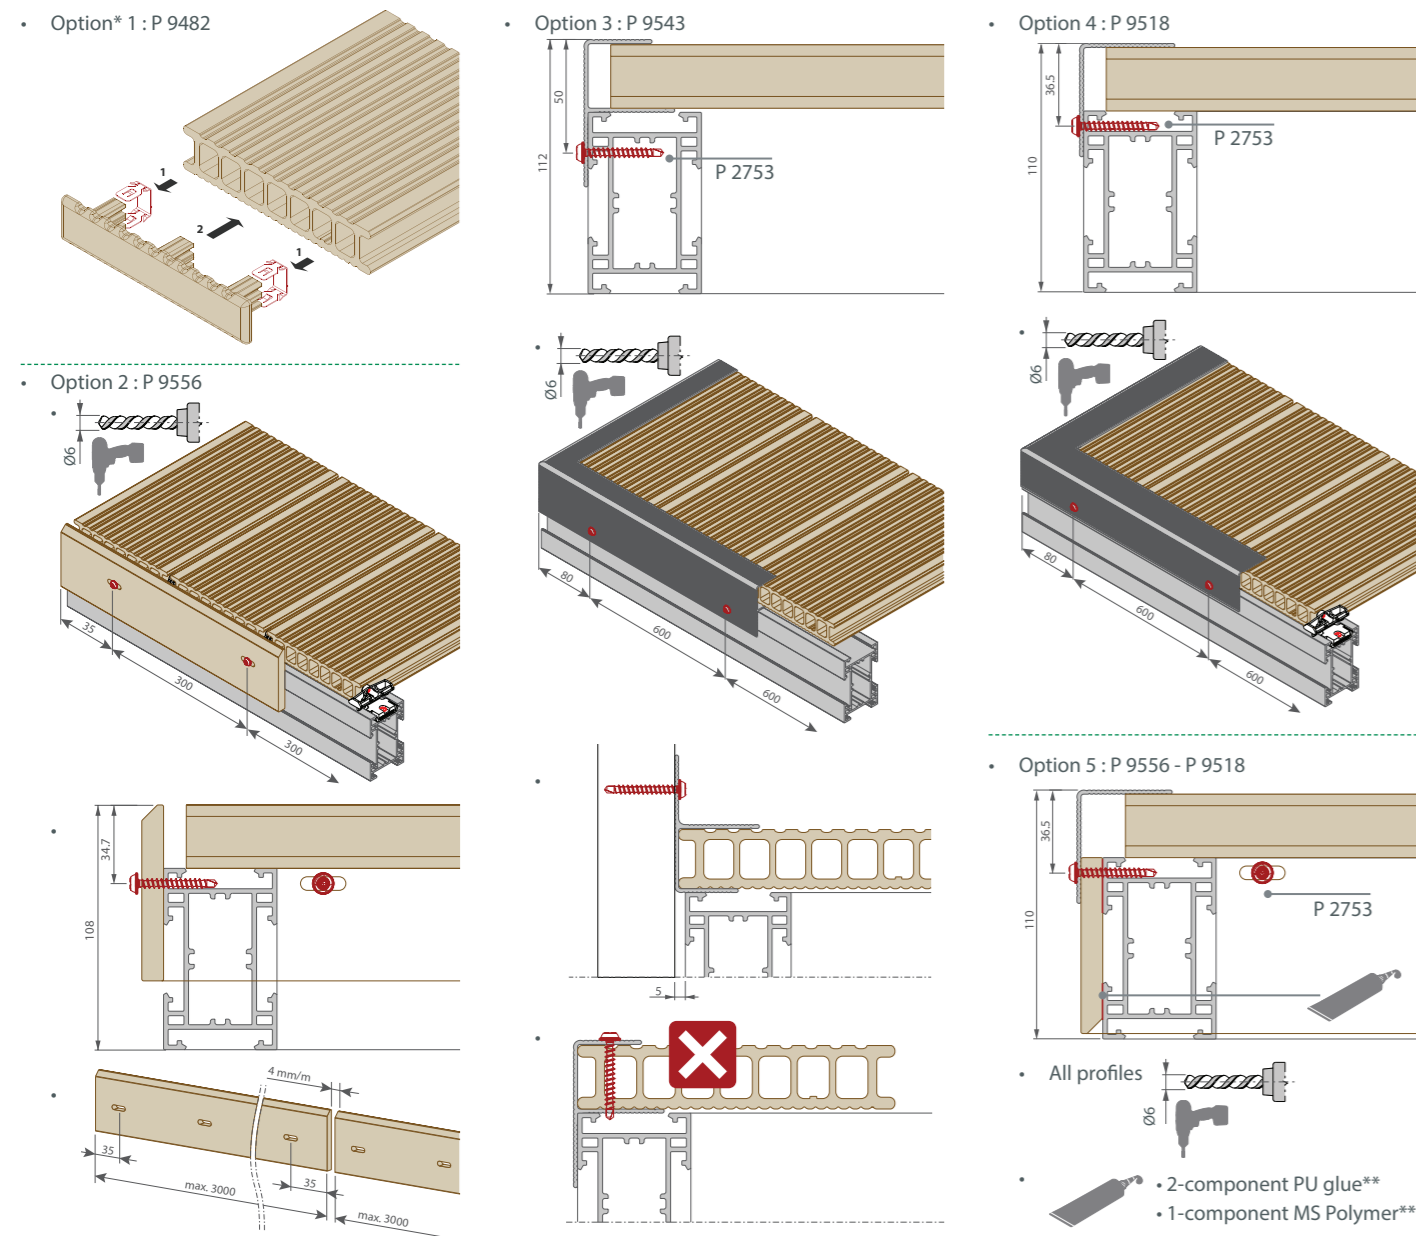 • Option* 1 : P 9482
1
2
1
• Option 2 : P 9556
•
Ø6
35
300
300
•
34.7
108
•
4 mm/m
35
35
max. 3000
max. 3000
• Option 3 : P 9543
50
112
P 2753
•
Ø6
80
600
600
•
5
•
• Option 4 : P 9518
36.5
110
P 2753
•
Ø6
80
600
600
• Option 5 : P 9556 - P 9518
36.5
110
P 2753
• All profiles
Ø6
•
• 2-component PU glue**
• 1-component MS Polymer**